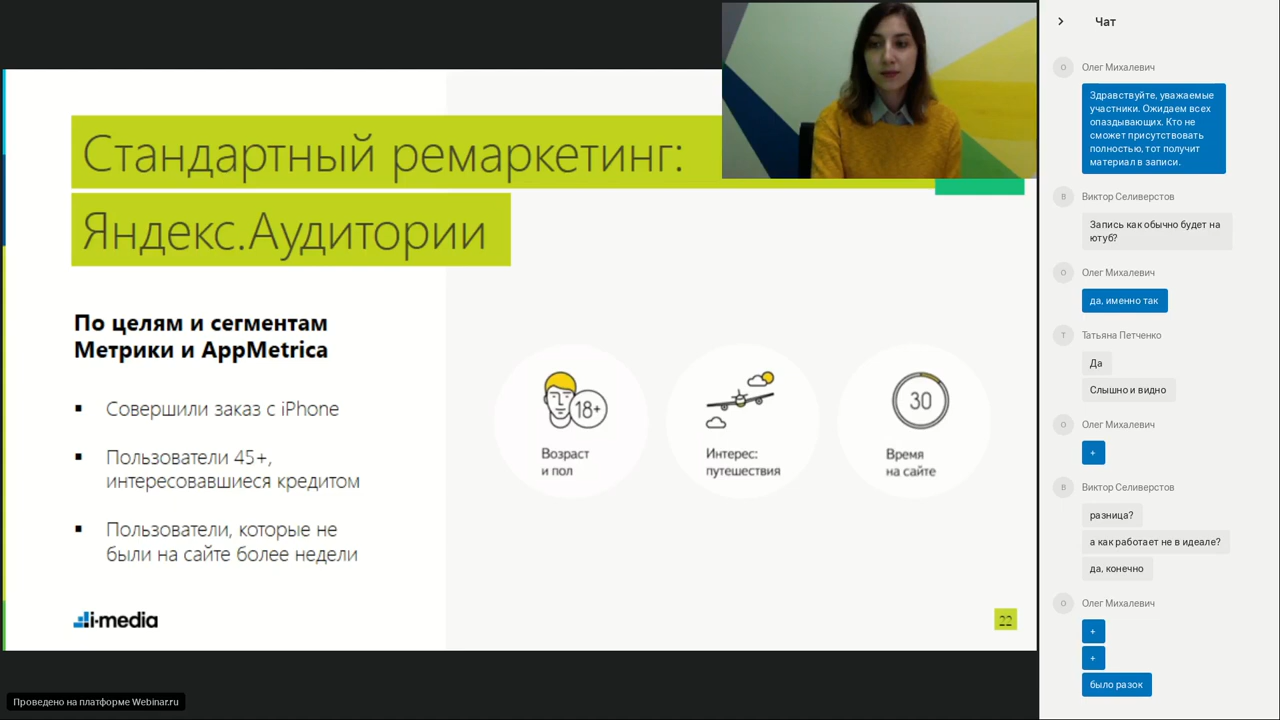 Стандартный ремаркетинг:
Яндекс.Аудитории
По целям и сегментам
Метрики и AppMetrica
Совершили заказ с iPhone
Пользователи 45+,
интересовавшиеся кредитом
Пользователи, которые не
были на сайте более недели
18+
Возраст
и пол
Интерес:
путешествия
30
Время
на сайте
i-media
22
Проведено на платформе Webinar.ru
Чат
О
Олег Михалевич
Здравствуйте, уважаемые
участники. Ожидаем всех
опаздывающих. Кто не
сможет присутствовать
полностью, тот получит
материал в записи.
В
Виктор Селиверстов
Запись как обычно будет на
ютуб?
О
Олег Михалевич
да, именно так
Т
Татьяна Петченко
Да
Слышно и видно
О
Олег Михалевич
+
В
Виктор Селиверстов
разница?
а как работает не в идеале?
да, конечно
О
Олег Михалевич
+
+
было разок